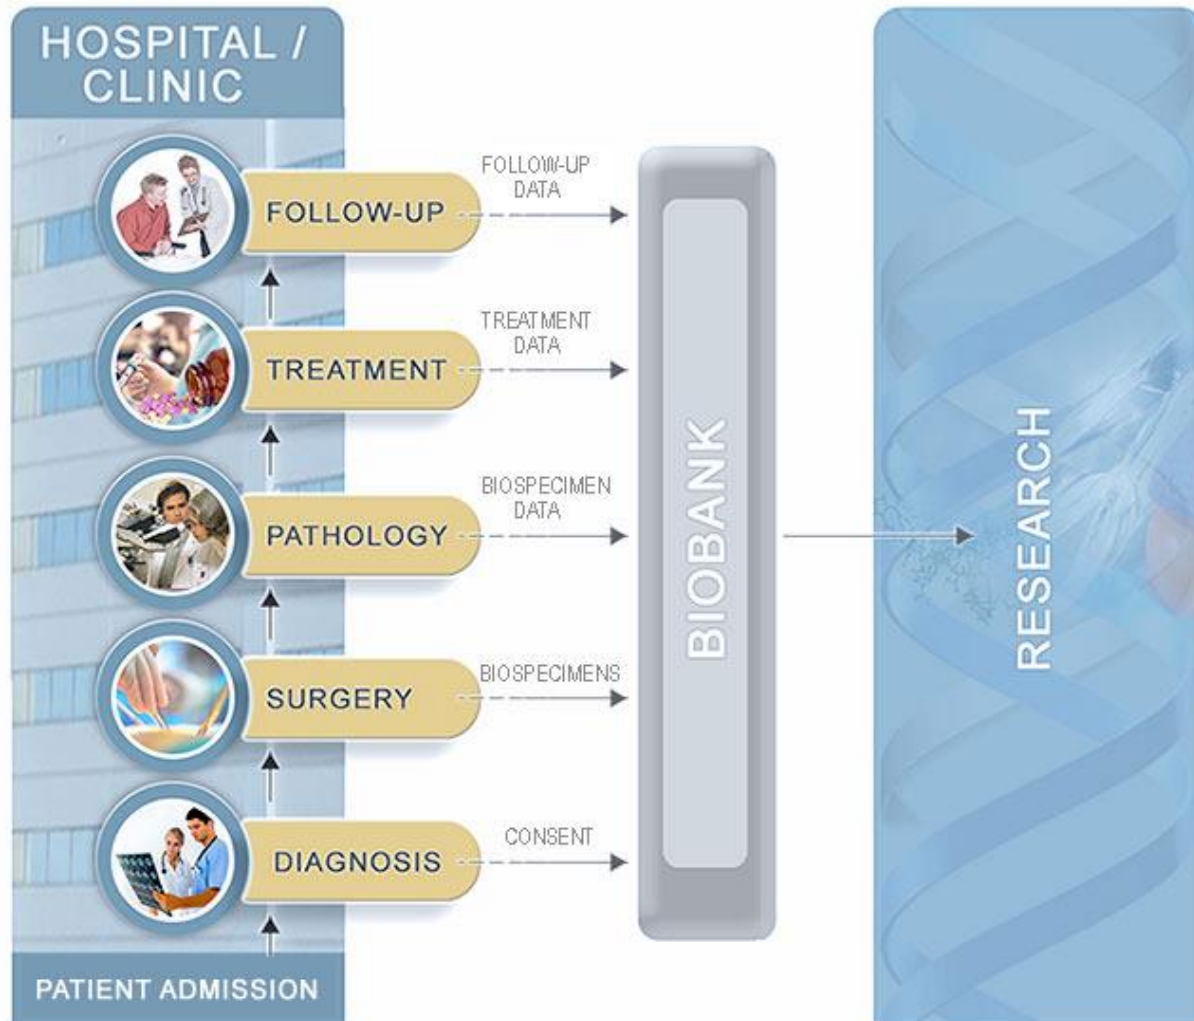 HOSPITAL /
CLINIC
FOLLOW-UP
FOLLOW-UP
DATA
TREATMENT
TREATMENT
DATA
PATHOLOGY
BIOSPECIMEN
DATA
SURGERY
BIOSPECIMENS
DIAGNOSIS
CONSENT
PATIENT ADMISSION
BIOBANK
RESEARCH